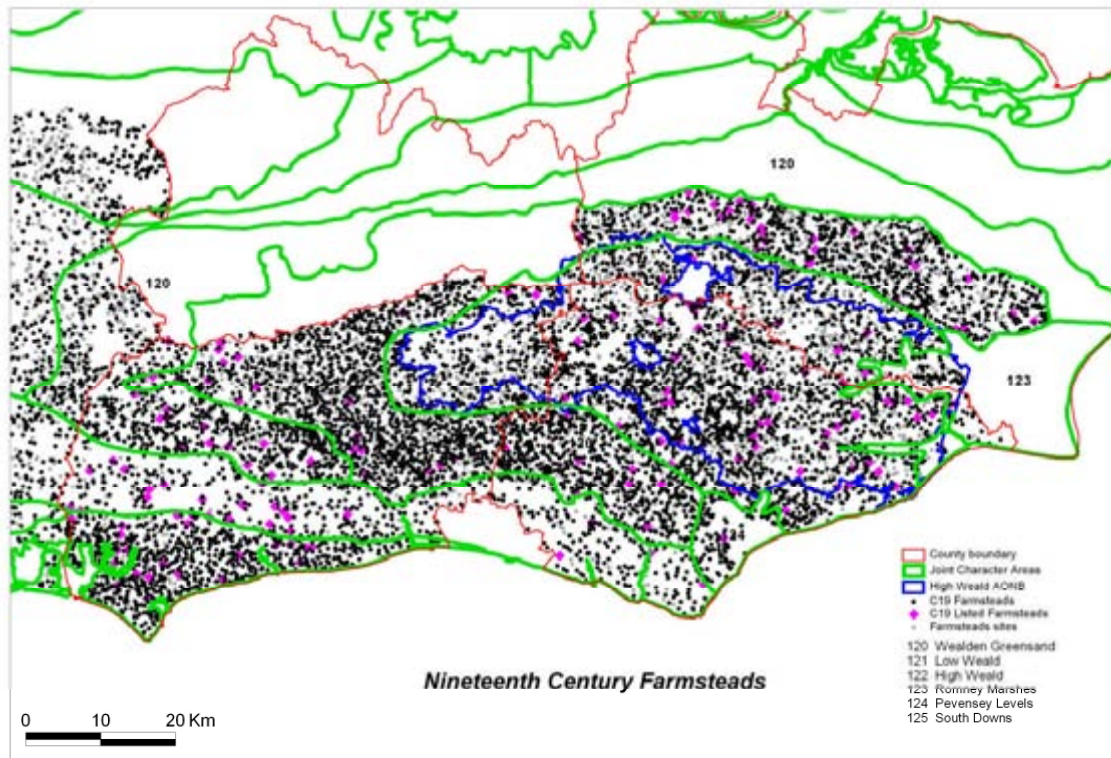 120
120
123
124
County boundary
Joint Character Areas
High Weald AONB
C19 Farmsteads
C19 Listed Farmsteads
Farmsteads sites
120 Wealden Greensand
121 Low Weald
122 High Weald
123 Romney Marshes
124 Pevensey Levels
125 South Downs
Nineteenth Century Farmsteads
0 10 20 Km